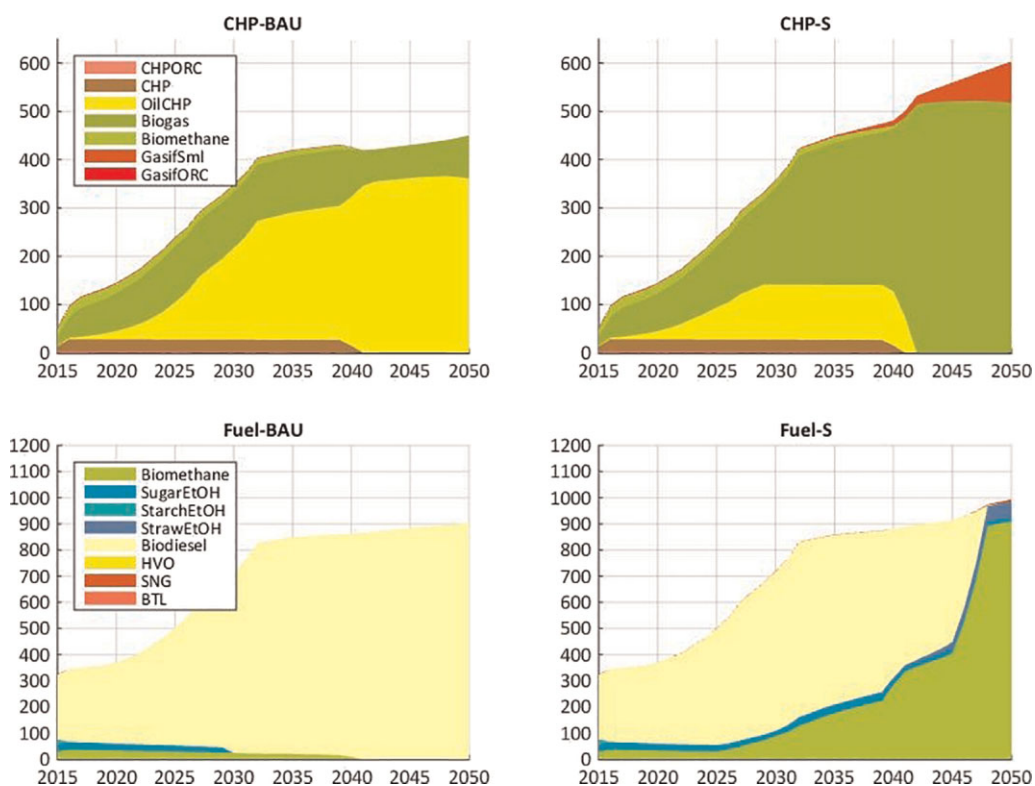 CHP-BAU
600
500
400
300
200
100
0
CHPORC
CHP
OilCHP
Biogas
Biomethane
GasifSml
GasifORC
2015 2020 2025 2030 2035 2040 2045 2050
CHP-S
600
500
400
300
200
100
0
2015 2020 2025 2030 2035 2040 2045 2050
Fuel-BAU
1200
1100
1000
900
800
700
600
500
400
300
200
100
0
Biomethane
SugarEtOH
StarchEtOH
StrawEtOH
Biodiesel
HVO
SNG
BTL
2015 2020 2025 2030 2035 2040 2045 2050
Fuel-S
1200
1100
1000
900
800
700
600
500
400
300
200
100
0
2015 2020 2025 2030 2035 2040 2045 2050